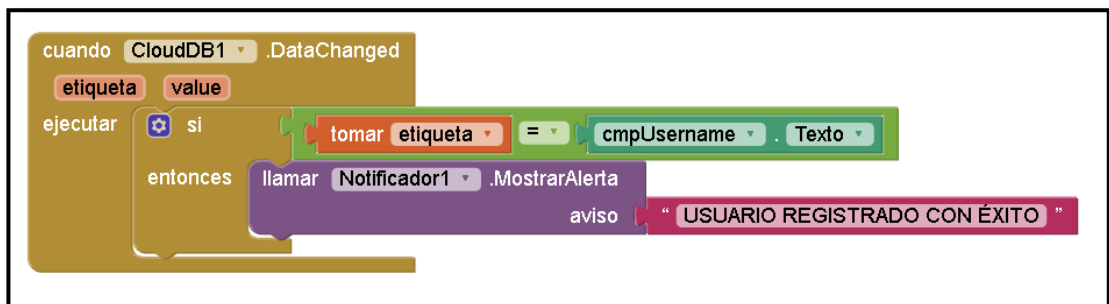 cuando CloudDB1 .DataChanged
etiqueta value
ejecutar si tomar etiqueta = cmpUsername . Texto
entonces llamar Notificador1 .MostrarAlerta
aviso " USUARIO REGISTRADO CON ÉXITO "